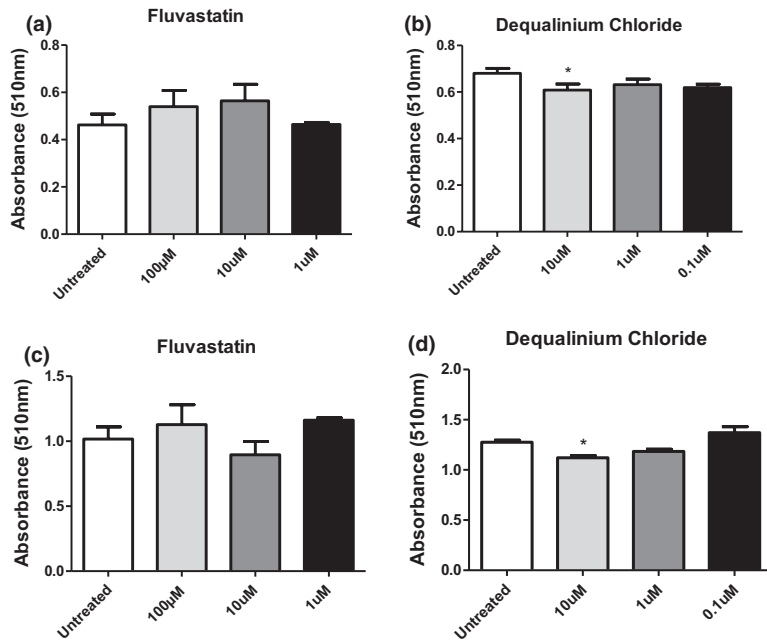 (a)
Fluvastatin
Absorbance (510nm)
0.8
0.6
0.4
0.2
0.0
Untreated
100µM
10uM
1uM
(b)
Dequalinium Chloride
Absorbance (510nm)
0.8
0.6
0.4
0.2
0.0
*
Untreated
10uM
1uM
0.1uM
(c)
Fluvastatin
Absorbance (510nm)
1.5
1.0
0.5
0.0
Untreated
100µM
10uM
1uM
(d)
Dequalinium Chloride
Absorbance (510nm)
2.0
1.5
1.0
0.5
0.0
*
Untreated
10uM
1uM
0.1uM